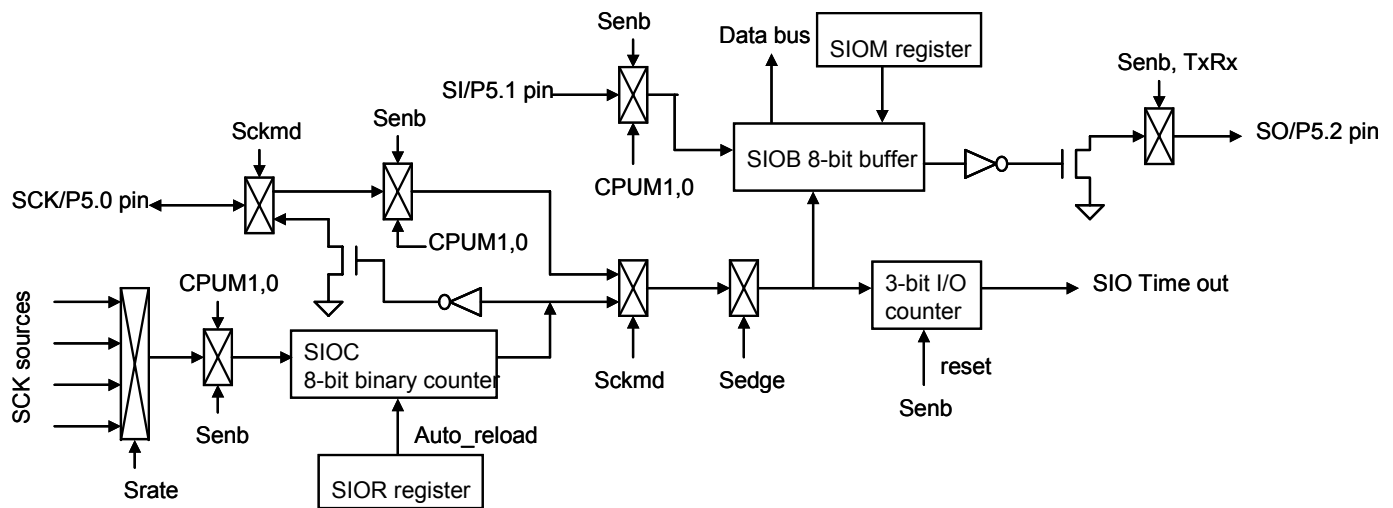 Senb
Data bus
SIOM register
Senb, TxRx
SI/P5.1 pin
Sckmd
Senb
SIOB 8-bit buffer
SO/P5.2 pin
CPUM1,0
SCK/P5.0 pin
CPUM1,0
CPUM1,0
3-bit I/O
counter
SIO Time out
SCK sources
SIOC
8-bit binary counter
Sckmd
Sedge
reset
Senb
Senb
Auto_reload
Srate
SIOR register